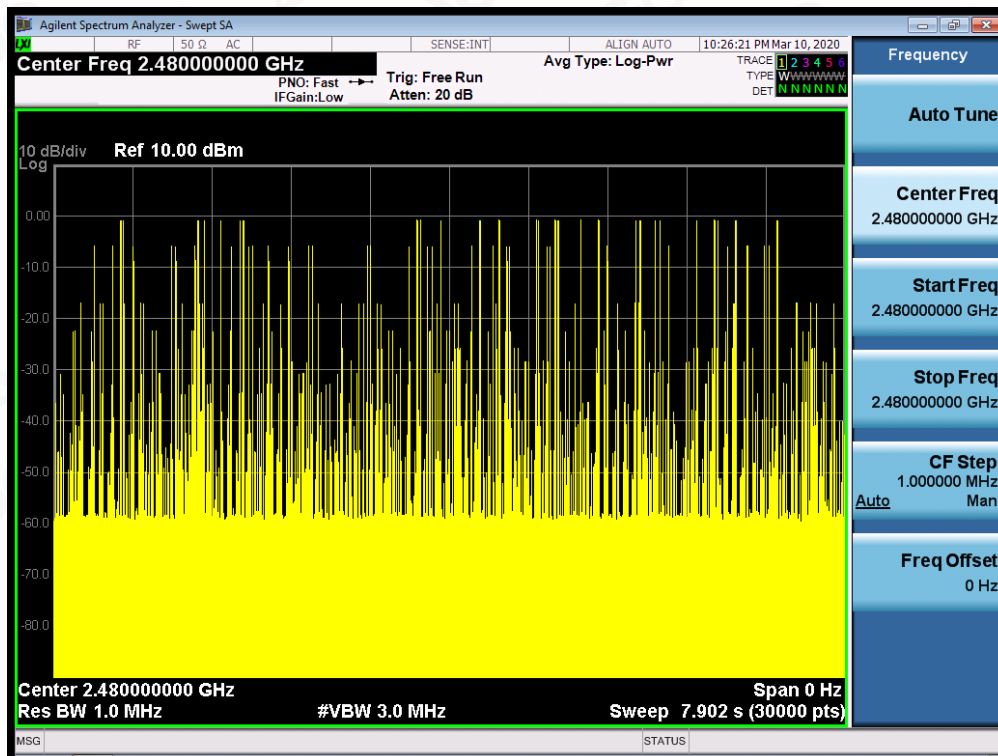 Agilent Spectrum Analyzer - Swept SA
LXI RF 50 Ω AC SENSE:INT ALIGN AUTO 10:26:21 PM Mar 10, 2020
Center Freq 2.480000000 GHz
PNO: Fast
IFGain:Low
Trig: Free Run
Atten: 20 dB
Avg Type: Log-Pwr
TRACE 1 2 3 4 5 6
TYPE WWWWWW
DET N N N N N N
10 dB/div Ref 10.00 dBm
Log
0.00
-10.0
-20.0
-30.0
-40.0
-50.0
-60.0
-70.0
-80.0
Center 2.480000000 GHz Span 0 Hz
Res BW 1.0 MHz #VBW 3.0 MHz Sweep 7.902 s (30000 pts)
MSG STATUS
Frequency
Auto Tune
Center Freq
2.480000000 GHz
Start Freq
2.480000000 GHz
Stop Freq
2.480000000 GHz
CF Step
1.000000 MHz
Auto Man
Freq Offset
0 Hz